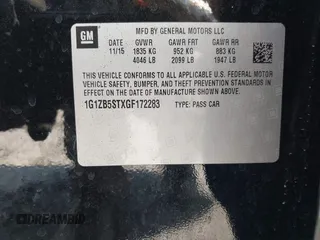 GM
MFD BY GENERAL MOTORS LLC
DATE GVWR GAWR FRT GAWR RR
11/15 1835 KG 952 KG 883 KG
4046 LB 2099 LB 1947 LB
THIS VEHICLE CONFORMS TO ALL APPLICABLE U.S. FEDERAL MOTOR
VEHICLE SAFETY, BUMPER, AND THEFT PREVENTION STANDARDS IN EFFECT
ON THE DATE OF MANUFACTURE SHOWN ABOVE.
1G1ZB5STXGF172283 TYPE: PASS CAR
DREAMBID